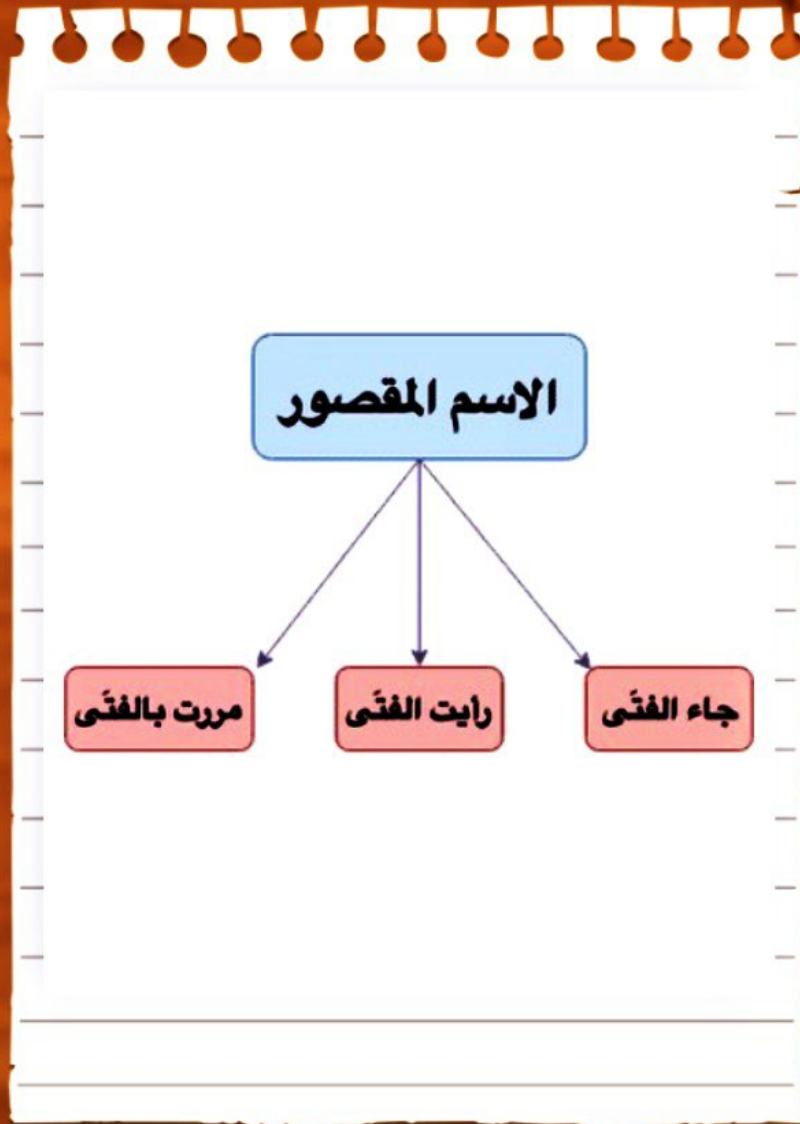 الاسم المقصور
جاء الفتَى
رأيت الفتَى
مررت بالفتَى